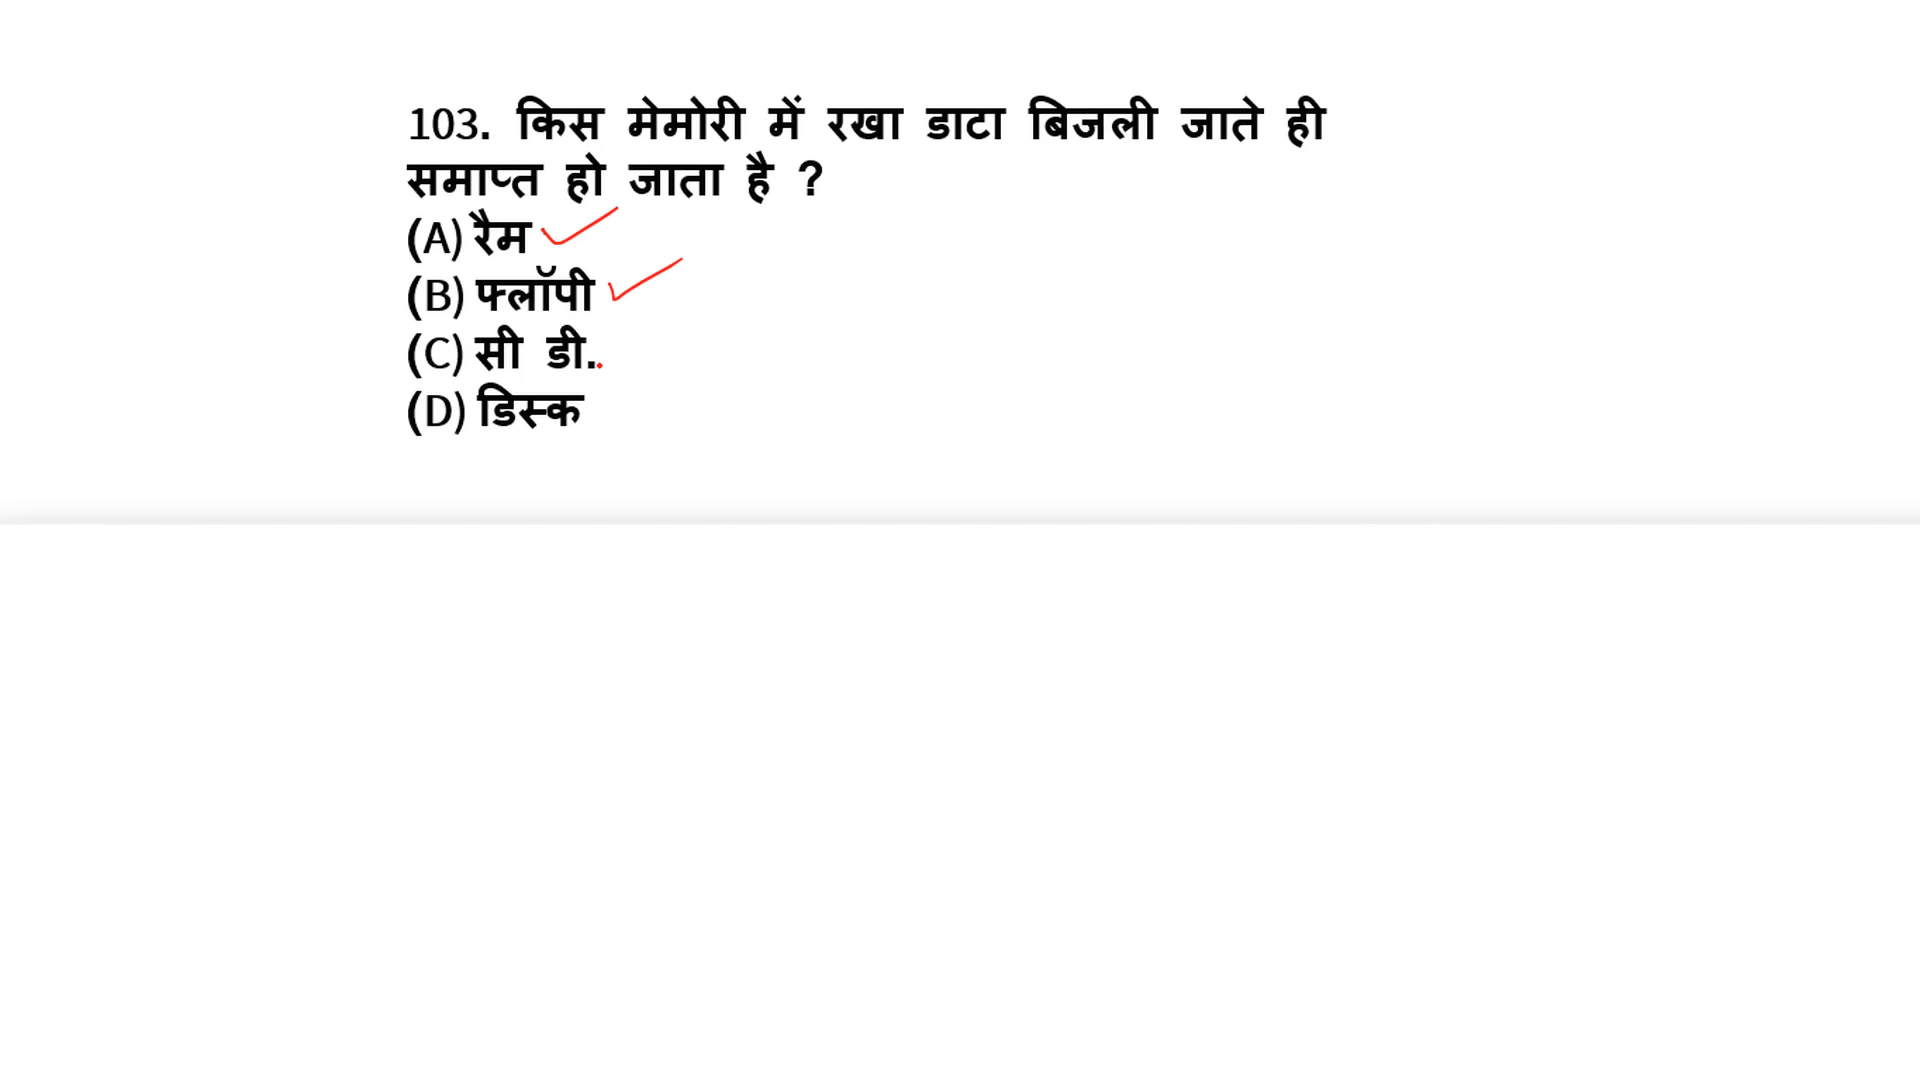 103. किस मेमोरी में रखा डाटा बिजली जाते ही
समाप्त हो जाता है ?
(A) रैम
(B) फ्लॉपी
(C) सी डी.
(D) डिस्क